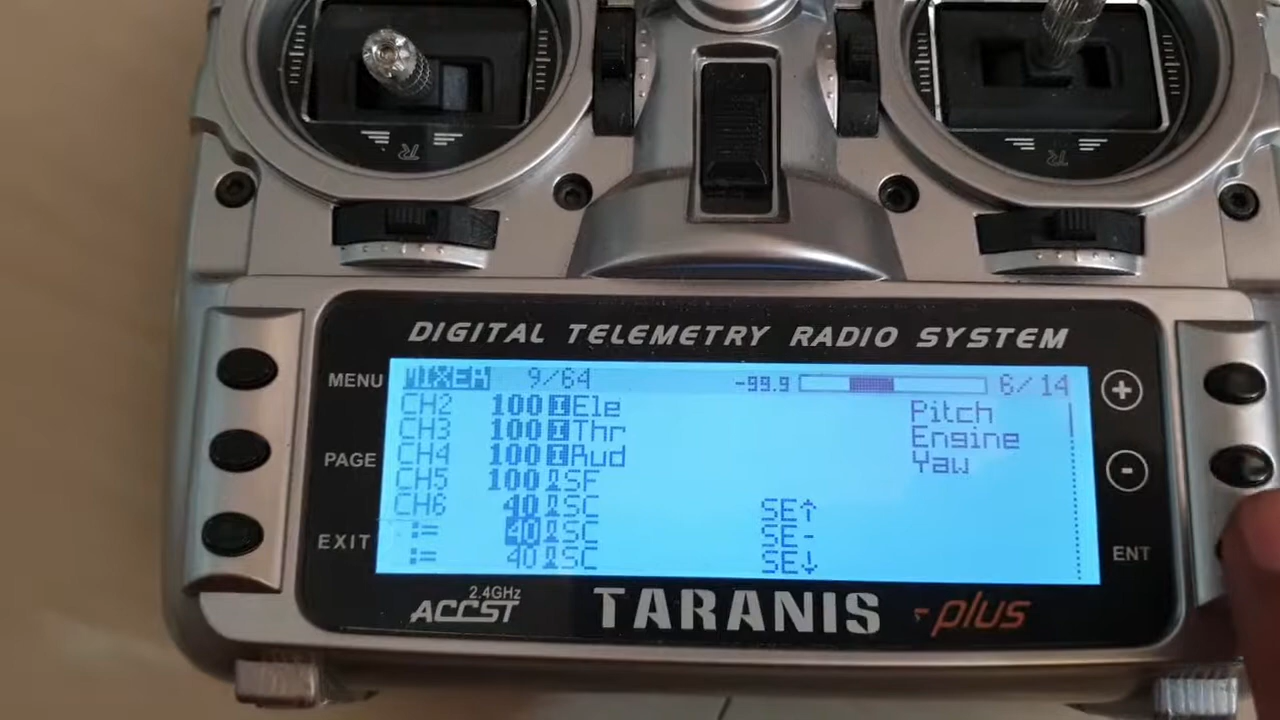 DIGITAL TELEMETRY RADIO SYSTEM
MENU
PAGE
EXIT
MIXER 9/64 -99.9 6/14
CH2 100 I Ele Pitch
CH3 100 I Thr Engine
CH4 100 I Rud Yaw
CH5 100 SF
CH6 40 SC SE↑
:= 40 SC SE-
:= 40 SC SE↓
+
-
ENT
2.4GHz
ACCST TARANIS plus